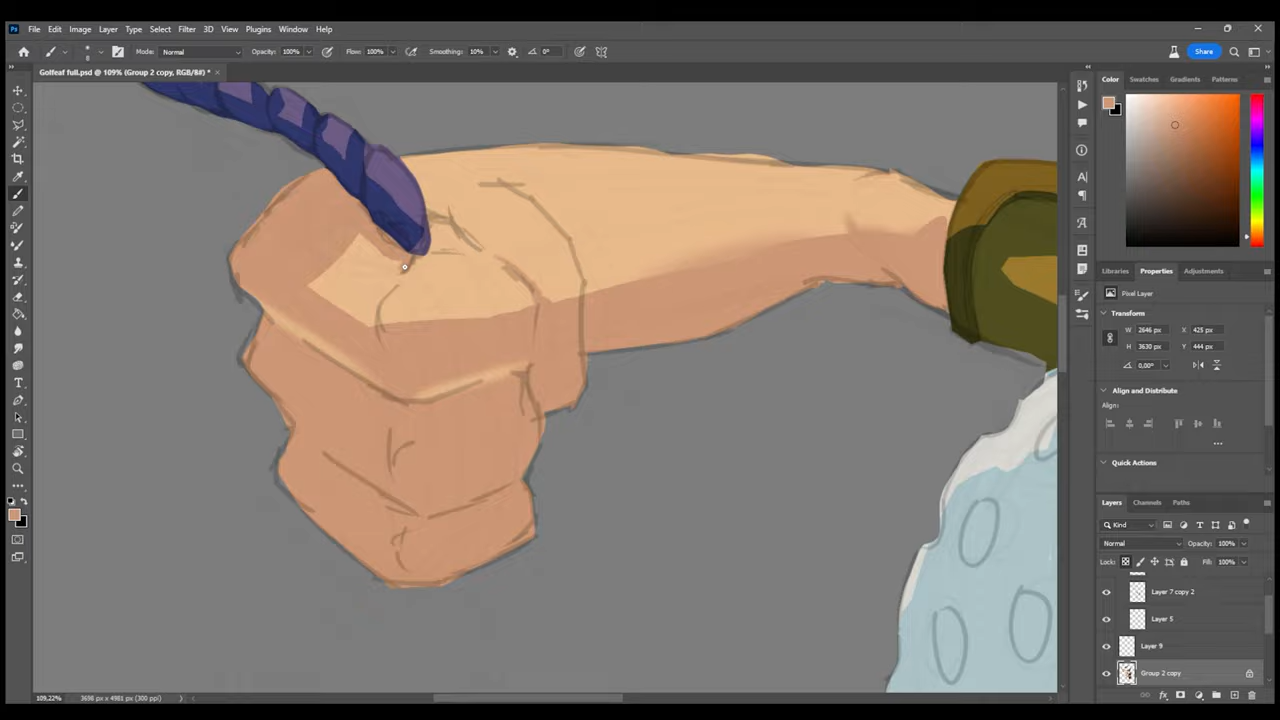 Ps File Edit Image Layer Type Select Filter 3D View Plugins Window Help
Mode: Normal Opacity: 100% Flow: 100% Smoothing: 10% 0° Share
Golfeaf full.psd @ 109% (Group 2 copy, RGB/8#) *
Color Swatches Gradients Patterns
Libraries Properties Adjustments
Pixel Layer
Transform
W 2646 px X 425 px
H 3630 px Y 444 px
0,00°
Align and Distribute
Align:
Quick Actions
Layers Channels Paths
Kind
Normal Opacity: 100%
Lock: Fill: 100%
Layer 7 copy 2
Layer 5
Layer 9
Group 2 copy
109,22% 3698 px x 4981 px (300 ppi)